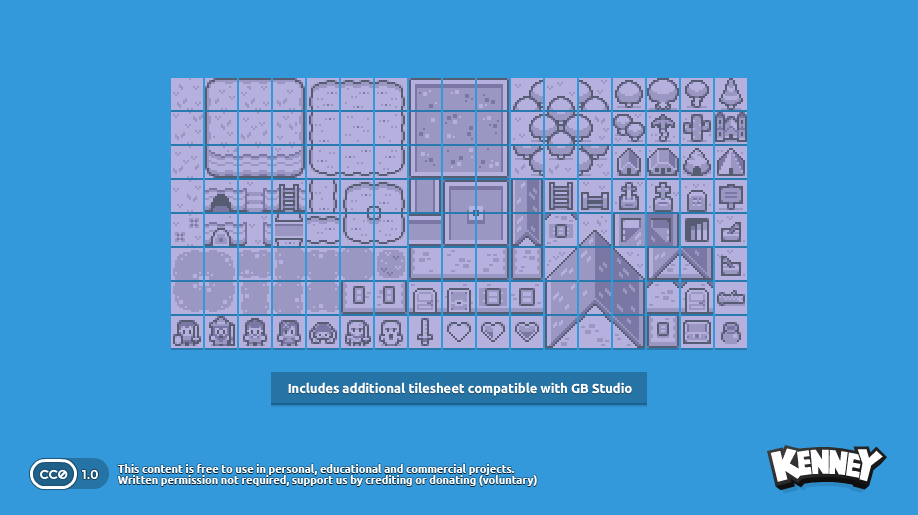 Includes additional tilesheet compatible with GB Studio
CC0 1.0
This content is free to use in personal, educational and commercial projects.
Written permission not required, support us by crediting or donating (voluntary)
KENNEY